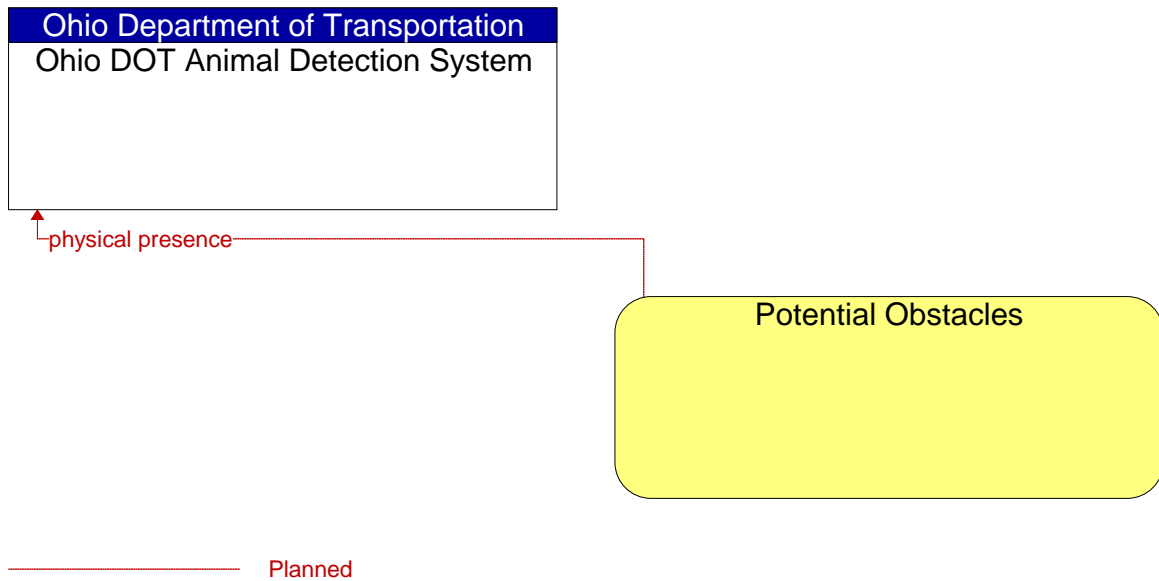 Ohio Department of Transportation
Ohio DOT Animal Detection System
physical presence
Potential Obstacles
Planned